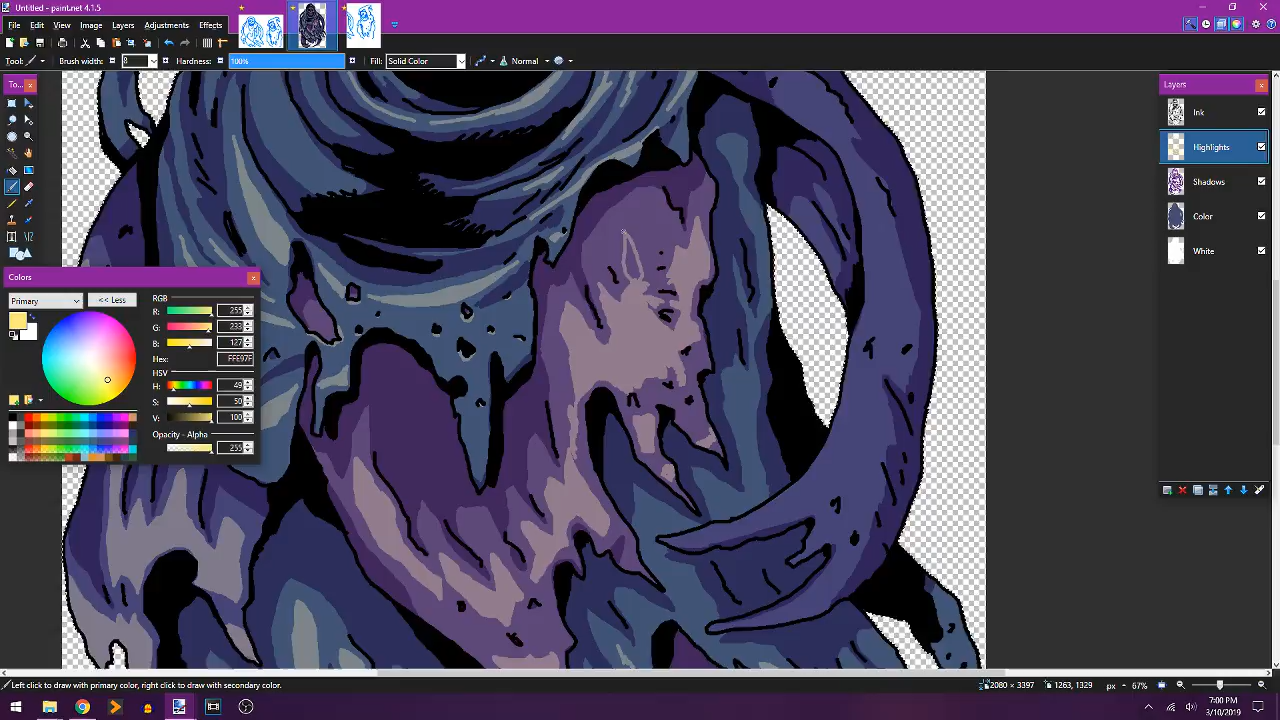 Untitled - paint.net 4.1.5
File Edit View Image Layers Adjustments Effects
Tool: Brush width: 8 Hardness: 100% Fill: Solid Color Normal
To...
Layers
Ink
Highlights
Shadows
Color
White
Colors
Primary << Less
RGB
R: 255
G: 233
B: 127
Hex: FFE97F
HSV
H: 49
S: 50
V: 100
Opacity - Alpha
255
Left click to draw with primary color, right click to draw with secondary color.
2080 × 3397 1263, 1329 px 67%
7:00 PM
3/10/2019